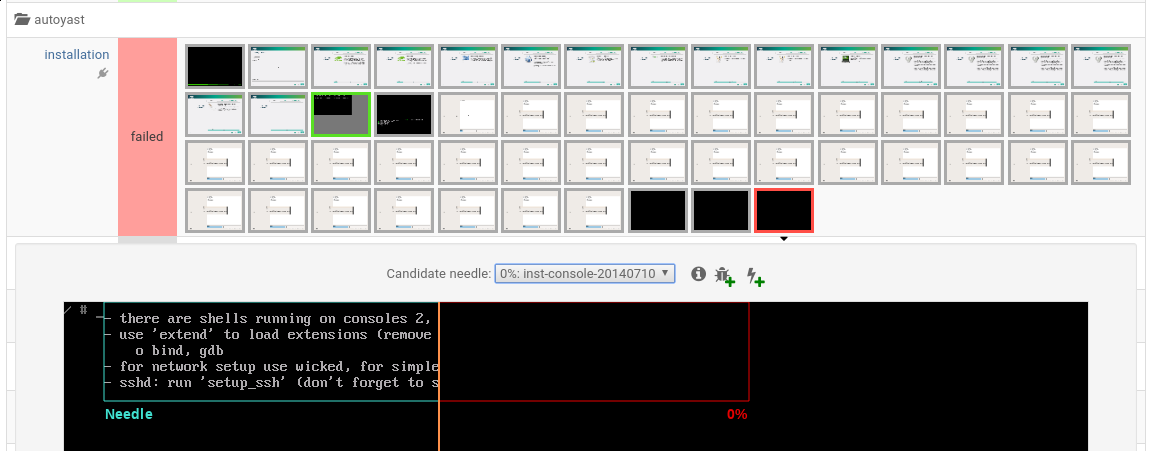 autoyast
installation
failed
Candidate needle: 0%: inst-console-20140710
/ #
- there are shells running on consoles 2,
- use 'extend' to load extensions (remove
o bind, gdb
- for network setup use wicked, for simple
- sshd: run 'setup_ssh' (don't forget to s
Needle 0%